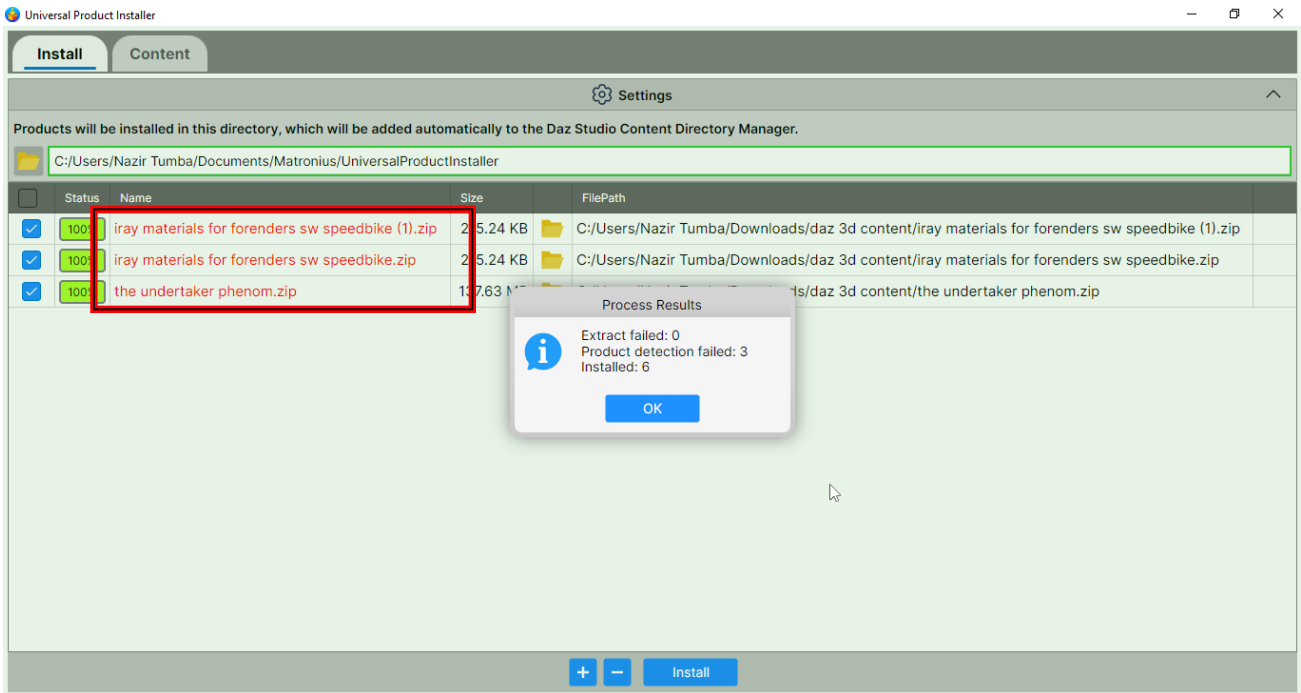 Universal Product Installer
Install
Content
Settings
Products will be installed in this directory, which will be added automatically to the Daz Studio Content Directory Manager.
C:/Users/Nazir Tumba/Documents/Matronius/UniversalProductInstaller
Status Name Size FilePath
iray materials for forenders sw speedbike (1).zip 5.24 KB C:/Users/Nazir Tumba/Downloads/daz 3d content/iray materials for forenders sw speedbike (1).zip
iray materials for forenders sw speedbike.zip 5.24 KB C:/Users/Nazir Tumba/Downloads/daz 3d content/iray materials for forenders sw speedbike.zip
the undertaker phenom.zip ds/daz 3d content/the undertaker phenom.zip
Process Results
Extract failed: 0
Product detection failed: 3
Installed: 6
OK
+ − Install